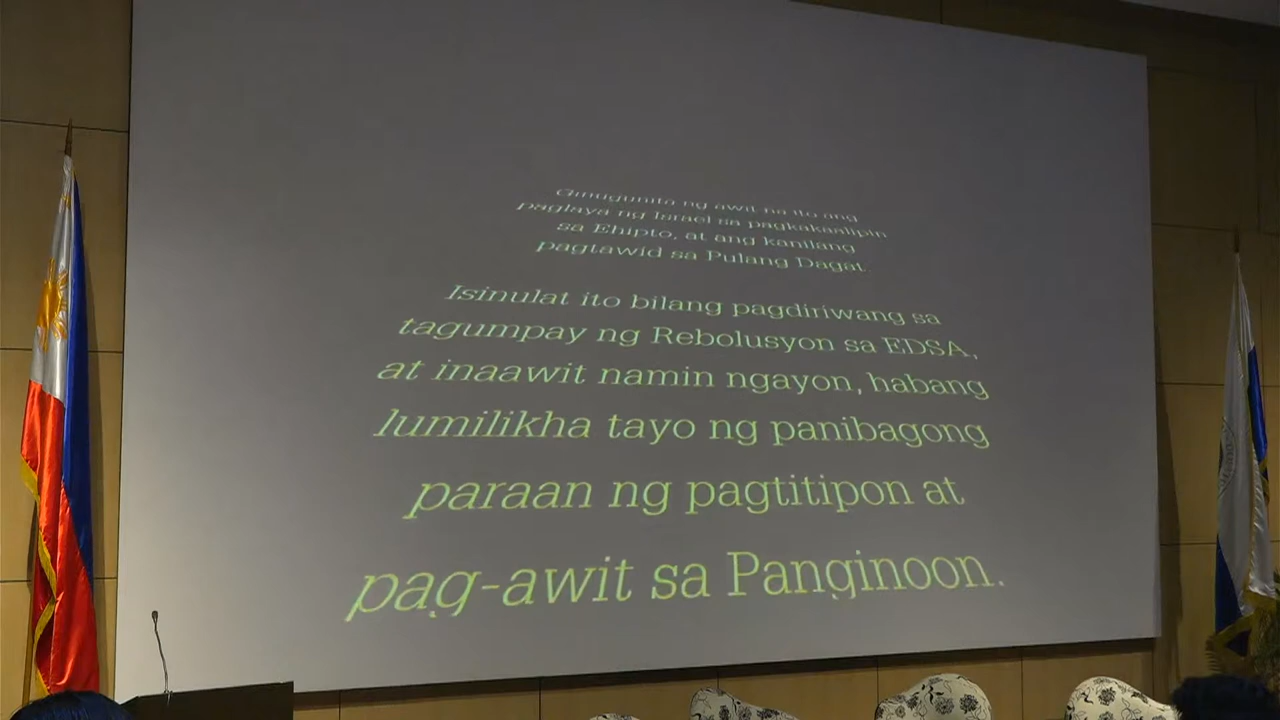 Ginugunita ng awit na ito ang
paglaya ng Israel sa pagkakaalipin
sa Ehipto, at ang kanilang
pagtawid sa Pulang Dagat.
Isinulat ito bilang pagdiriwang sa
tagumpay ng Rebolusyon sa EDSA,
at inaawit namin ngayon, habang
lumilikha tayo ng panibagong
paraan ng pagtitipon at
pag-awit sa Panginoon.